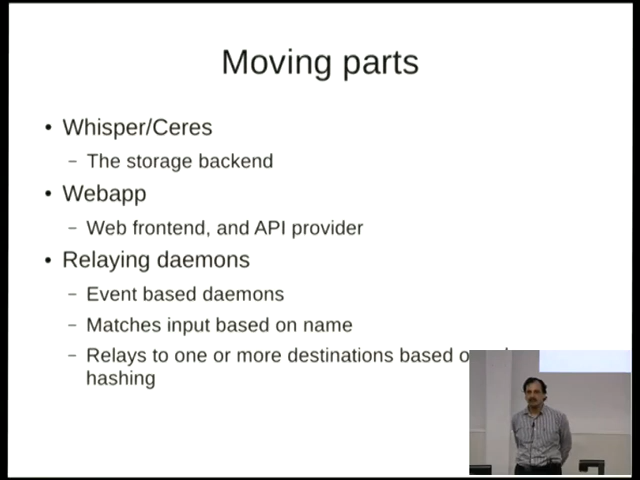 Moving parts
• Whisper/Ceres
– The storage backend
• Webapp
– Web frontend, and API provider
• Relaying daemons
– Event based daemons
– Matches input based on name
– Relays to one or more destinations based
hashing